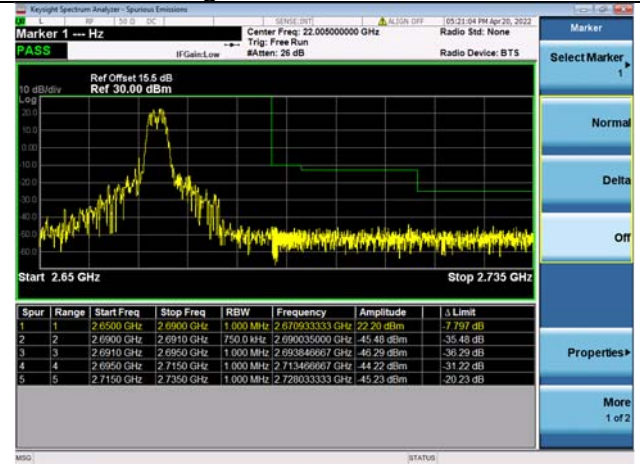 Keysight Spectrum Analyzer - Spurious Emissions
L RF 50 Ω DC SENSE:INT ALIGN OFF 05:21:04 PM Apr 20, 2022
Marker 1 --- Hz
Center Freq: 22.005000000 GHz
Radio Std: None
Trig: Free Run
PASS
IFGain:Low
#Atten: 26 dB
Radio Device: BTS
Ref Offset 15.5 dB
10 dB/div Ref 30.00 dBm
Log
20.0
10.0
0.00
10.0
20.0
30.0
40.0
50.0
60.0
Start 2.65 GHz Stop 2.735 GHz
Spur Range Start Freq Stop Freq RBW Frequency Amplitude Δ Limit
1 1 2.6500 GHz 2.6900 GHz 1.000 MHz 2.670933333 GHz 22.20 dBm -7.797 dB
2 2 2.6900 GHz 2.6910 GHz 750.0 kHz 2.690035000 GHz -45.48 dBm -35.48 dB
3 3 2.6910 GHz 2.6950 GHz 1.000 MHz 2.693846667 GHz -46.29 dBm -36.29 dB
4 4 2.6950 GHz 2.7150 GHz 1.000 MHz 2.713466667 GHz -44.22 dBm -31.22 dB
5 5 2.7150 GHz 2.7350 GHz 1.000 MHz 2.728033333 GHz -45.23 dBm -20.23 dB
Marker
Select Marker
1
Normal
Delta
Off
Properties
More
1 of 2
MSG STATUS